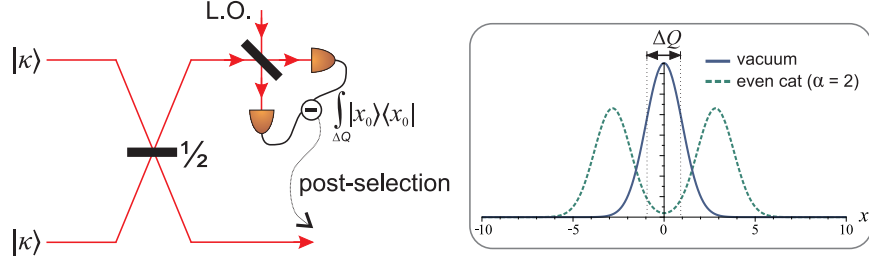 L.O.
|κ⟩
∫|x₀⟩⟨x₀|
ΔQ
½
post-selection
|κ⟩
ΔQ
vacuum
even cat (α = 2)
-10 -5 0 5 10 x